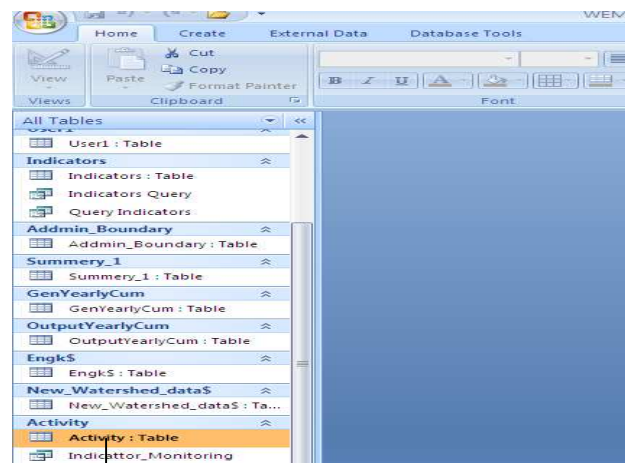 WEM
Home Create External Data Database Tools
View
Paste
Cut
Copy
Format Painter
B I U A
Views Clipboard Font
All Tables
User1
User1 : Table
Indicators
Indicators : Table
Indicators Query
Query Indicators
Addmin_Boundary
Addmin_Boundary : Table
Summery_1
Summery_1 : Table
GenYearlyCum
GenYearlyCum : Table
OutputYearlyCum
OutputYearlyCum : Table
Engk$
Engk$ : Table
New_Watershed_data$
New_Watershed_data$ : Ta...
Activity
Activity : Table
Indicattor_Monitoring